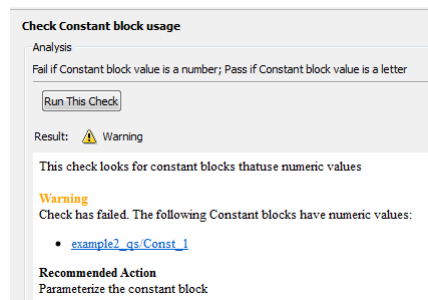 Check Constant block usage
Analysis
Fail if Constant block value is a number; Pass if Constant block value is a letter
Run This Check
Result: Warning
This check looks for constant blocks thatuse numeric values
Warning
Check has failed. The following Constant blocks have numeric values:
• example2_qs/Const_1
Recommended Action
Parameterize the constant block